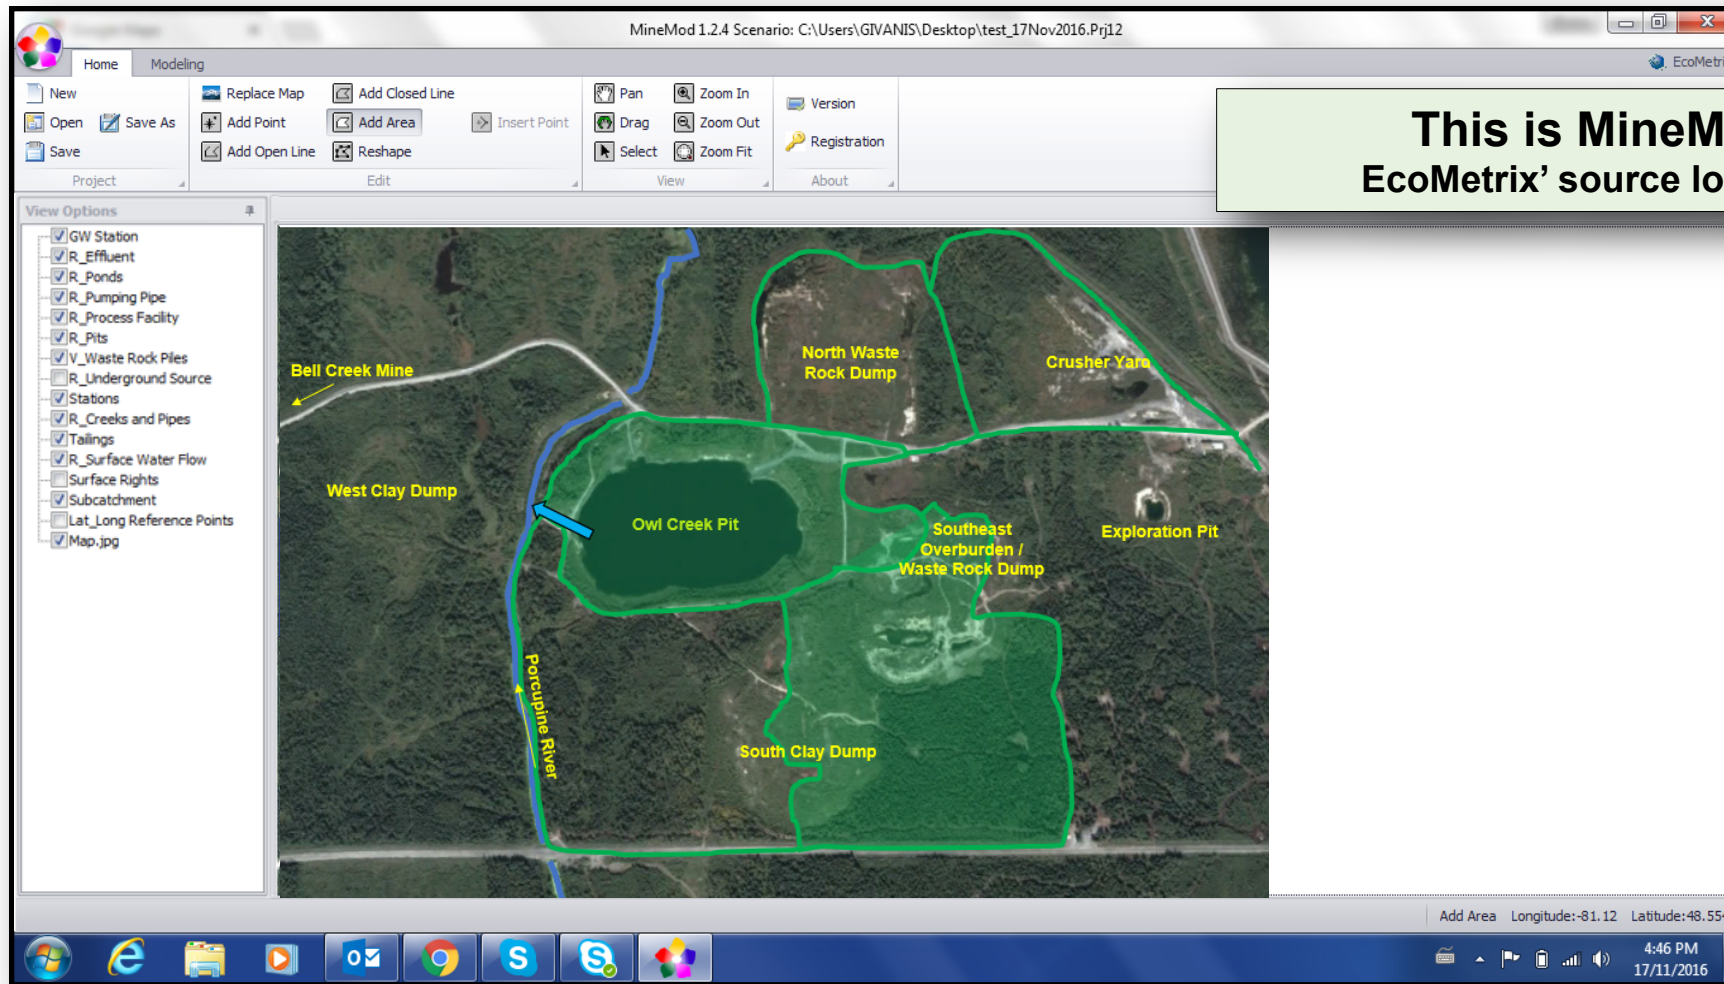 MineMod 1.2.4 Scenario: C:\Users\GIVANIS\Desktop\test_17Nov2016.Prj12
Home Modeling
EcoMetri
New
Open Save As
Save
Project
Replace Map Add Closed Line
Add Point Add Area Insert Point
Add Open Line Reshape
Edit
Pan Zoom In
Drag Zoom Out
Select Zoom Fit
View
Version
Registration
About
This is MineM
EcoMetrix’ source lo
View Options
GW Station
R_Effluent
R_Ponds
R_Pumping Pipe
R_Process Facility
R_Pits
V_Waste Rock Piles
R_Underground Source
Stations
R_Creeks and Pipes
Tailings
R_Surface Water Flow
Surface Rights
Subcatchment
Lat_Long Reference Points
Map.jpg
Bell Creek Mine
North Waste
Rock Dump
Crusher Yard
West Clay Dump
Owl Creek Pit
Southeast
Overburden /
Waste Rock Dump
Exploration Pit
Porcupine River
South Clay Dump
Add Area Longitude:-81.12 Latitude:48.554
4:46 PM
17/11/2016